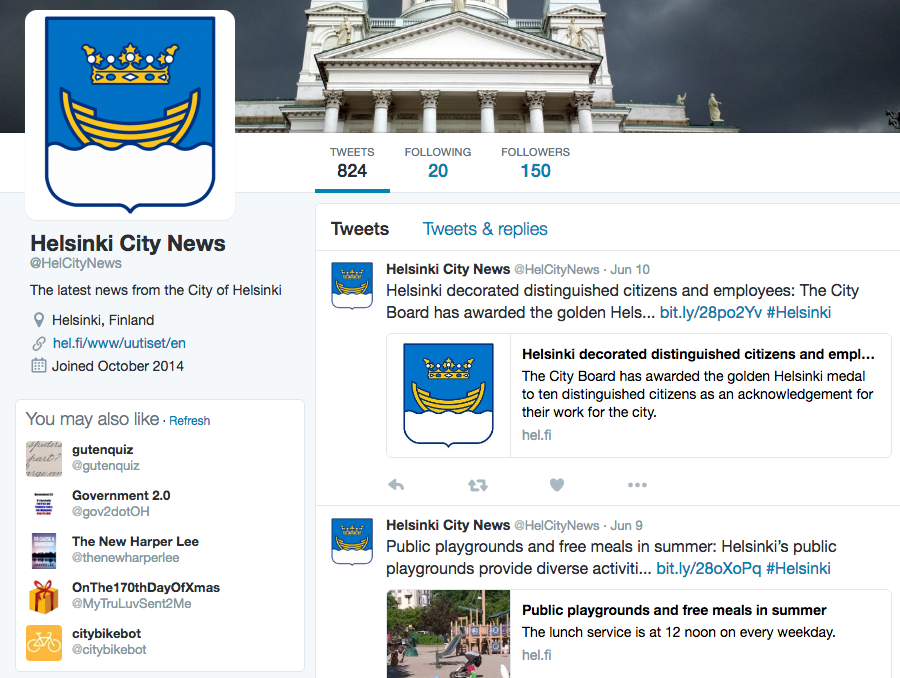 TWEETS
824
FOLLOWING
20
FOLLOWERS
150
Helsinki City News
@HelCityNews
The latest news from the City of Helsinki
Helsinki, Finland
hel.fi/www/uutiset/en
Joined October 2014
You may also like · Refresh
gutenquiz
@gutenquiz
Government 2.0
@gov2dotOH
The New Harper Lee
@thenewharperlee
OnThe170thDayOfXmas
@MyTruLuvSent2Me
citybikebot
@citybikebot
Tweets
Tweets & replies
Helsinki City News @HelCityNews · Jun 10
Helsinki decorated distinguished citizens and employees: The City
Board has awarded the golden Hels... bit.ly/28po2Yv #Helsinki
Helsinki decorated distinguished citizens and empl...
The City Board has awarded the golden Helsinki medal
to ten distinguished citizens as an acknowledgement for
their work for the city.
hel.fi
Helsinki City News @HelCityNews · Jun 9
Public playgrounds and free meals in summer: Helsinki's public
playgrounds provide diverse activiti... bit.ly/28oXoPq #Helsinki
Public playgrounds and free meals in summer
The lunch service is at 12 noon on every weekday.
hel.fi